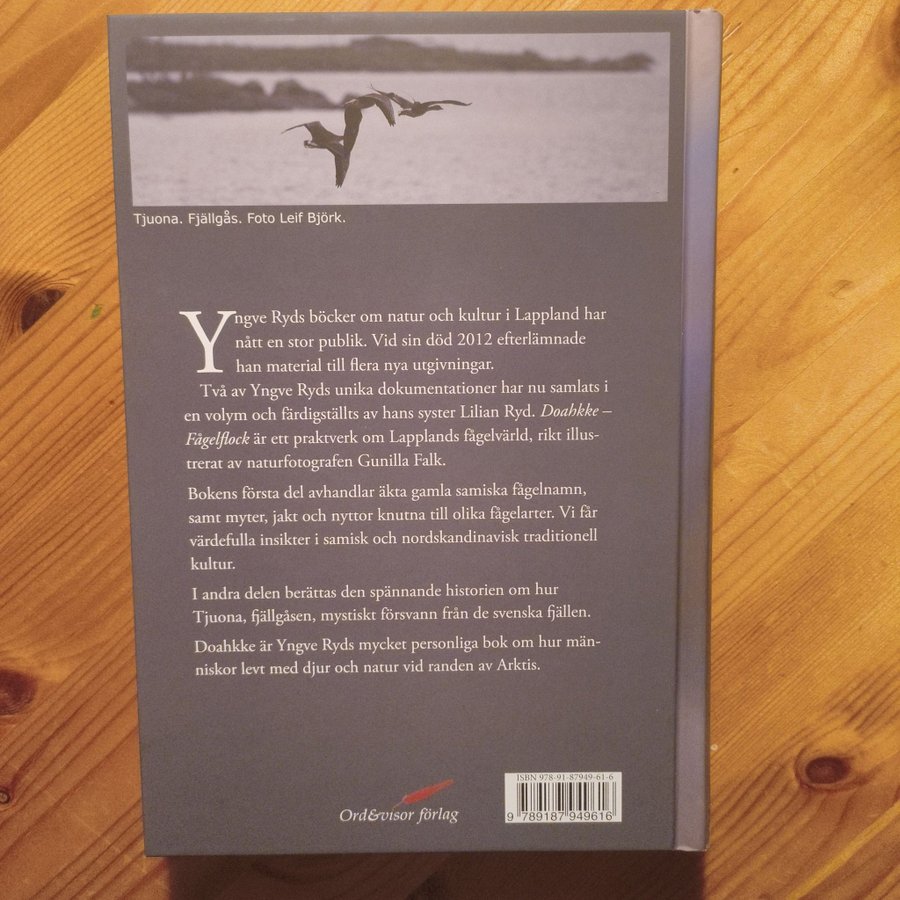 Tjuona. Fjällgås. Foto Leif Björk.
Yngve Ryds böcker om natur och kultur i Lappland har
nått en stor publik. Vid sin död 2012 efterlämnade
han material till flera nya utgivningar.
Två av Yngve Ryds unika dokumentationer har nu samlats i
en volym och färdigställts av hans syster Lilian Ryd. Doahkke –
Fågelflock är ett praktverk om Lapplands fågelvärld, rikt illus-
trerat av naturfotografen Gunilla Falk.
Bokens första del avhandlar äkta gamla samiska fågelnamn,
samt myter, jakt och nyttor knutna till olika fågelarter. Vi får
värdefulla insikter i samisk och nordskandinavisk traditionell
kultur.
I andra delen berättas den spännande historien om hur
Tjuona, fjällgåsen, mystiskt försvann från de svenska fjällen.
Doahkke är Yngve Ryds mycket personliga bok om hur män-
niskor levt med djur och natur vid randen av Arktis.
Ord&visor förlag
ISBN 978-91-87949-61-6
9 789187 949616